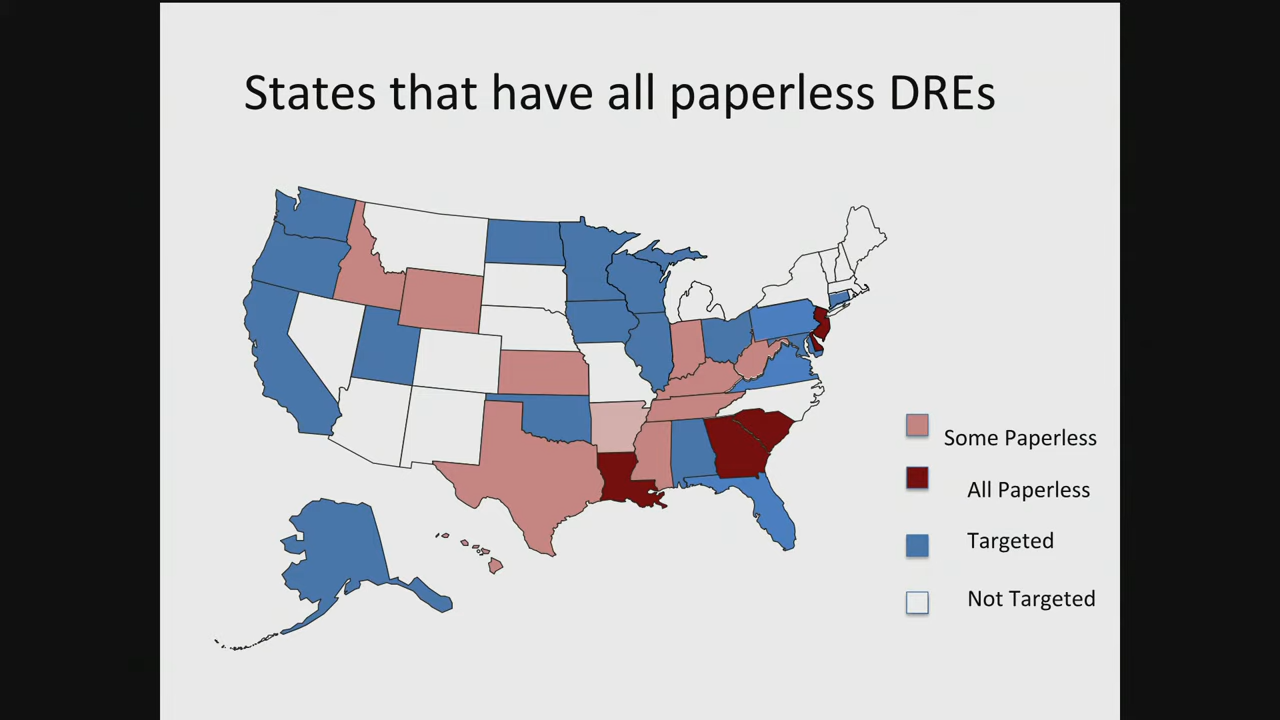 States that have all paperless DREs
Some Paperless
All Paperless
Targeted
Not Targeted